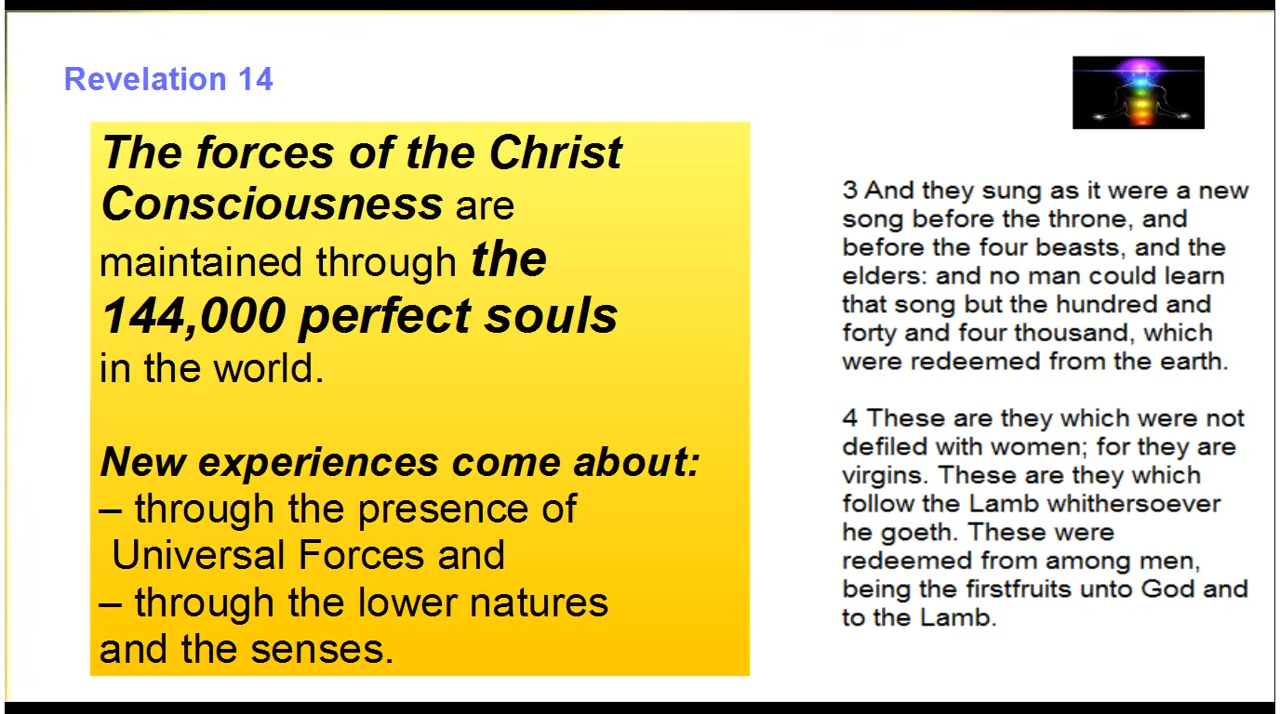 Revelation 14
The forces of the Christ
Consciousness are
maintained through the
144,000 perfect souls
in the world.
New experiences come about:
– through the presence of
Universal Forces and
– through the lower natures
and the senses.
3 And they sung as it were a new
song before the throne, and
before the four beasts, and the
elders: and no man could learn
that song but the hundred and
forty and four thousand, which
were redeemed from the earth.
4 These are they which were not
defiled with women; for they are
virgins. These are they which
follow the Lamb whithersoever
he goeth. These were
redeemed from among men,
being the firstfruits unto God and
to the Lamb.